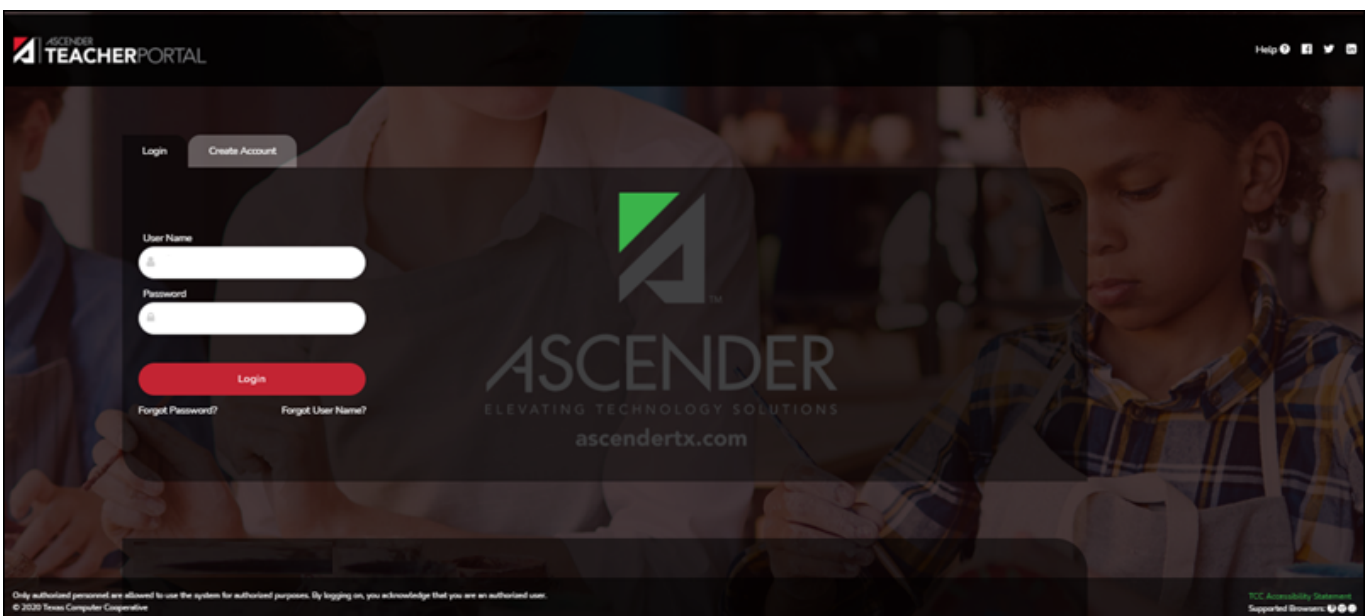 ASCENDER
TEACHERPORTAL
Help
Login
Create Account
User Name
Password
Login
Forgot Password?
Forgot User Name?
TM
ASCENDER
ELEVATING TECHNOLOGY SOLUTIONS
ascendertx.com
Only authorized personnel are allowed to use the system for authorized purposes. By logging on, you acknowledge that you are an authorized user.
© 2020 Texas Computer Cooperative
TCC Accessibility Statement
Supported Browsers: